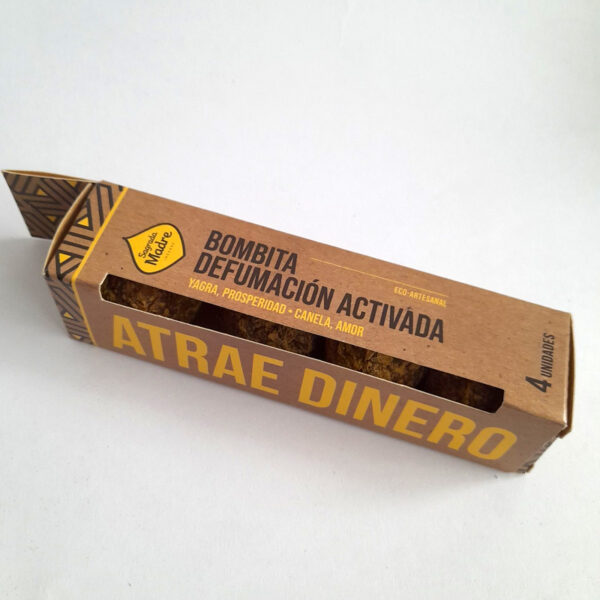 Sagrada
Madre
BOMBITA
DEFUMACIÓN ACTIVADA
ECO-ARTESANAL
YAGRA, PROSPERIDAD • CANELA, AMOR
4 UNIDADES
ATRAE DINERO